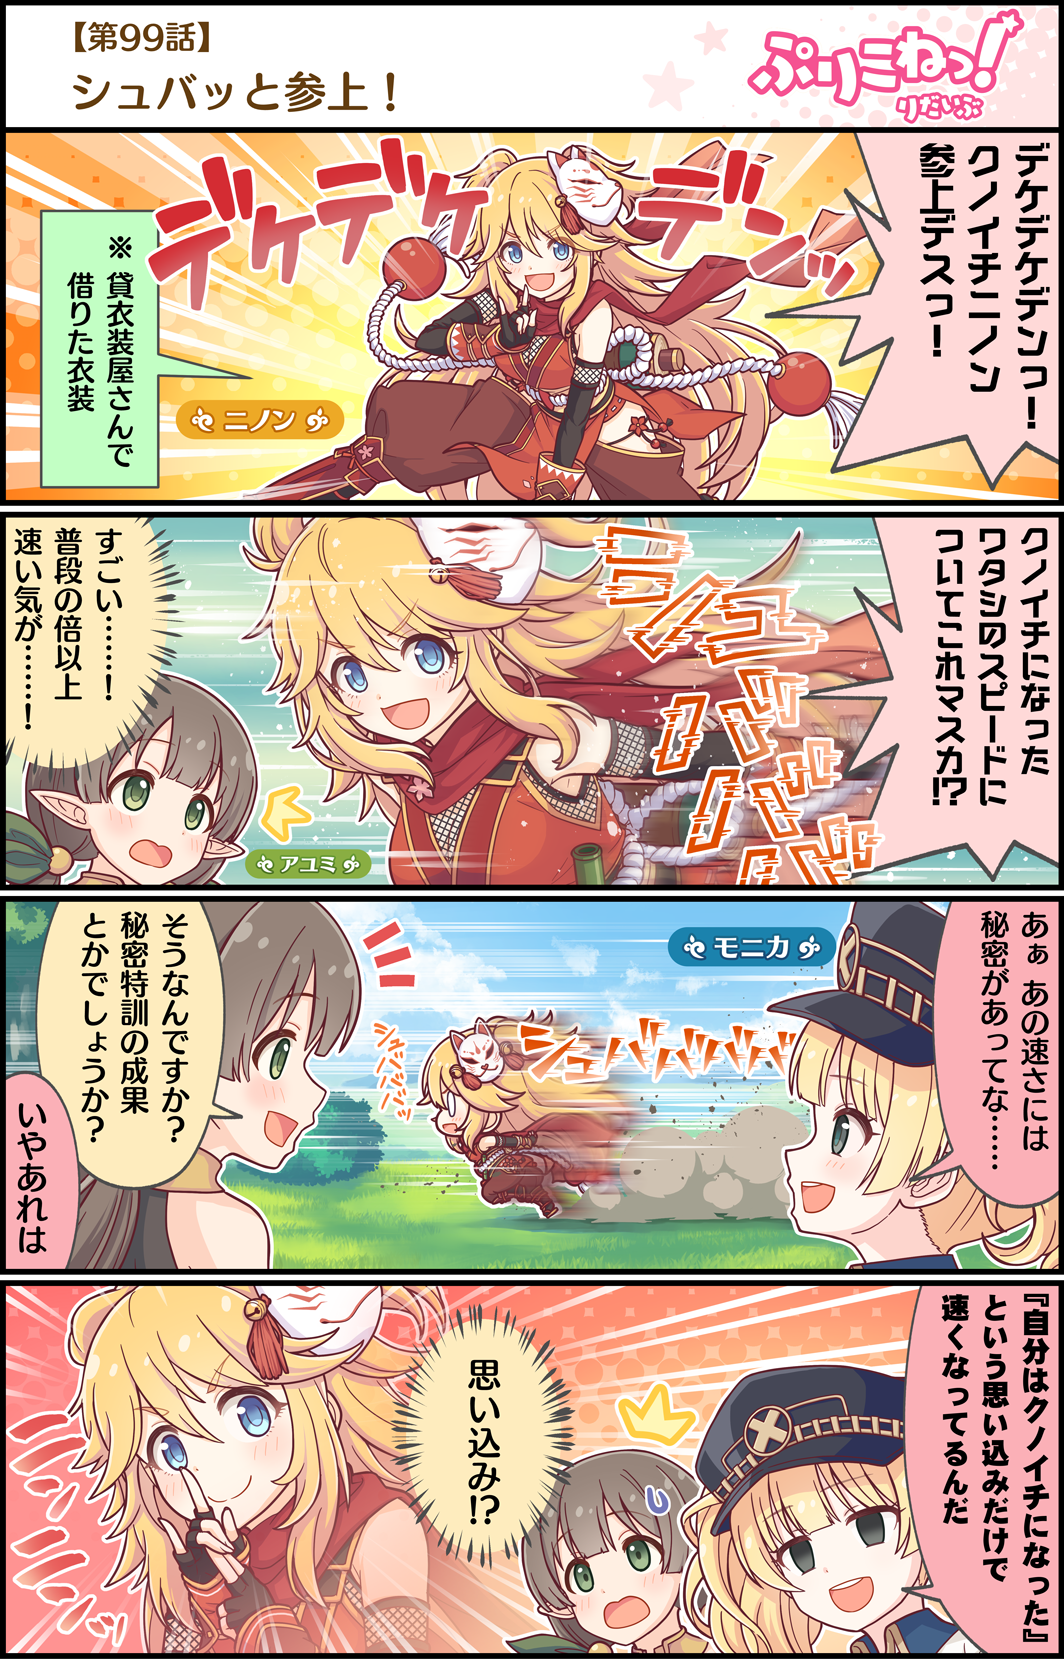 【第99話】
シュバッと参上！
ぷりこねっ！
りだいぶ
デケデケデンっ！
クノイチニノン
参上デスっ！
デケデケ
デンッ
※ 貸衣装屋さんで
借りた衣装
ニノン
クノイチになった
ワタシのスピードに
ついてこれマスカ!?
シュババババ
すごい……！
普段の倍以上
速い気が……！
アユミ
あぁ あの速さには
秘密があってな……
モニカ
シュバババババ
シュバババババ
そうなんですか？
秘密特訓の成果
とかでしょうか？
いやあれは
『自分はクノイチになった』
という思い込みだけで
速くなってるんだ
思い込み!?
ニンニン